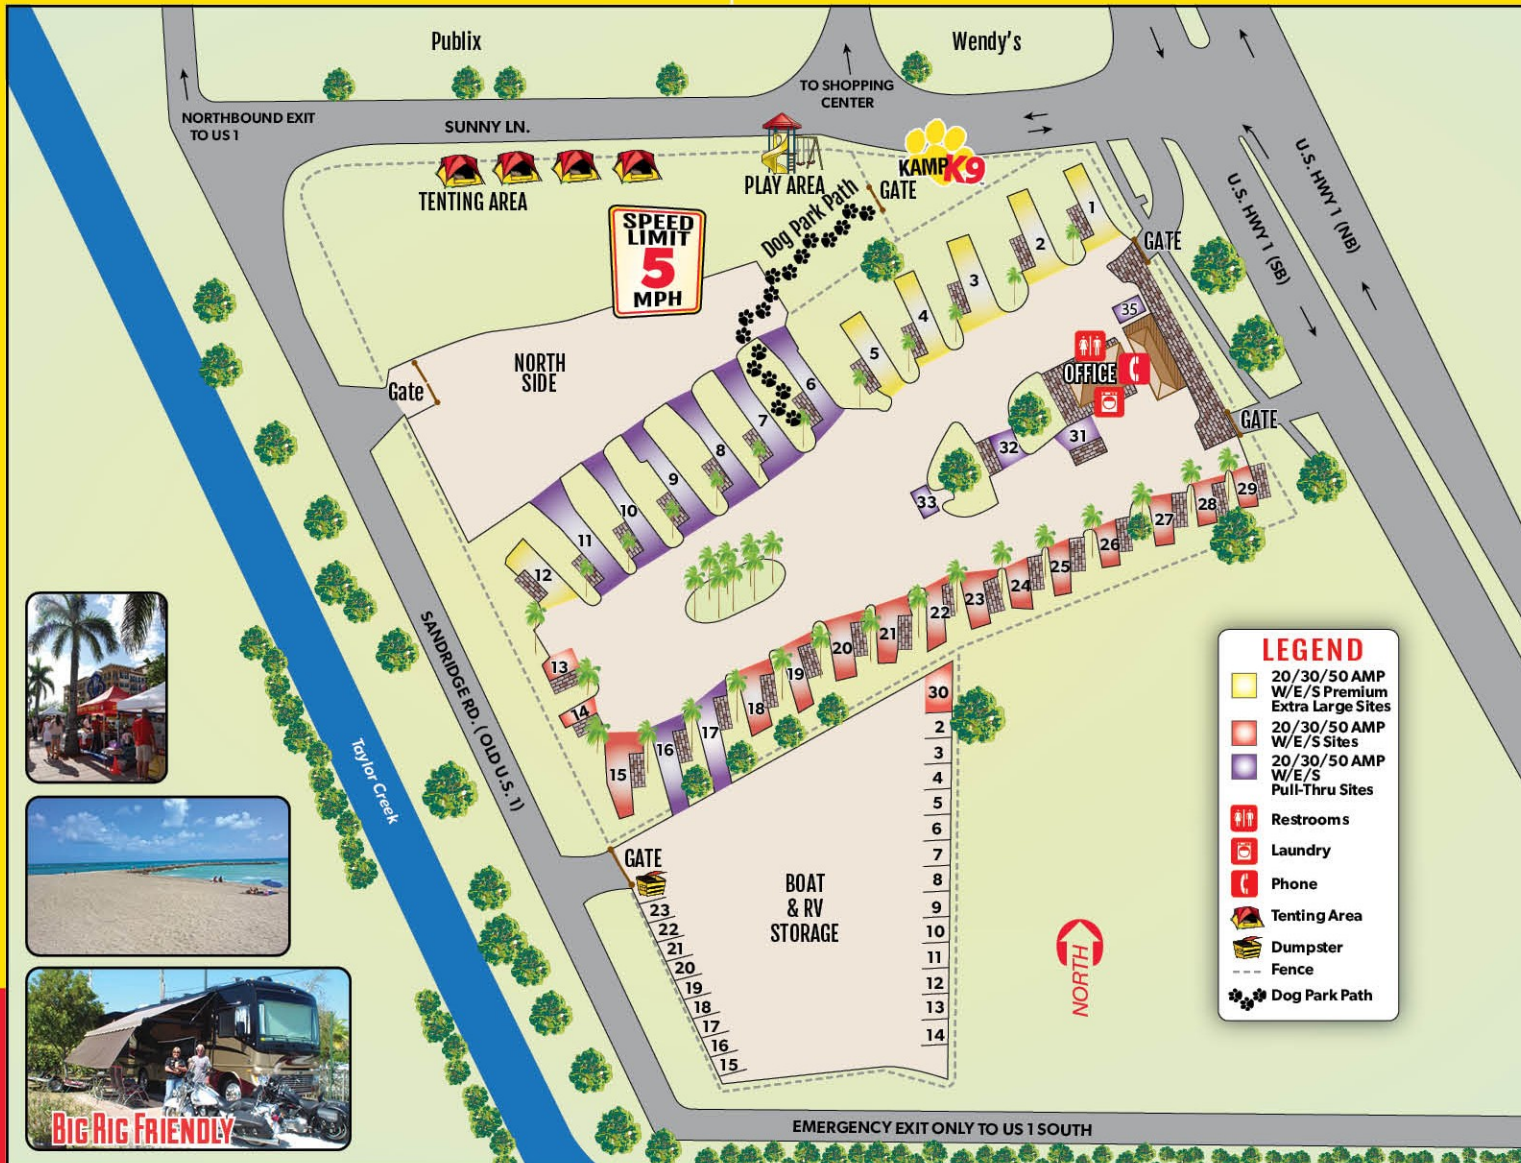 Publix
Wendy's
NORTHBOUND EXIT
TO US 1
SUNNY LN.
TO SHOPPING
CENTER
U.S. HWY 1 (NB)
U.S. HWY 1 (SB)
TENTING AREA
PLAY AREA
KAMP K9
GATE
Dog Park Path
SPEED
LIMIT
5
MPH
GATE
1
2
3
4
5
6
7
8
9
10
11
12
35
NORTH
SIDE
Gate
OFFICE
GATE
31
32
33
29
28
27
26
25
24
23
22
21
20
19
18
17
16
15
14
13
SANDRIDGE RD. (OLD U.S. 1)
Taylor Creek
30
2
3
4
5
6
7
8
9
10
11
12
13
14
GATE
23
22
21
20
19
18
17
16
15
BOAT
& RV
STORAGE
NORTH
LEGEND
20/30/50 AMP
W/E/S Premium
Extra Large Sites
20/30/50 AMP
W/E/S Sites
20/30/50 AMP
W/E/S
Pull-Thru Sites
Restrooms
Laundry
Phone
Tenting Area
Dumpster
Fence
Dog Park Path
BIG RIG FRIENDLY
EMERGENCY EXIT ONLY TO US 1 SOUTH